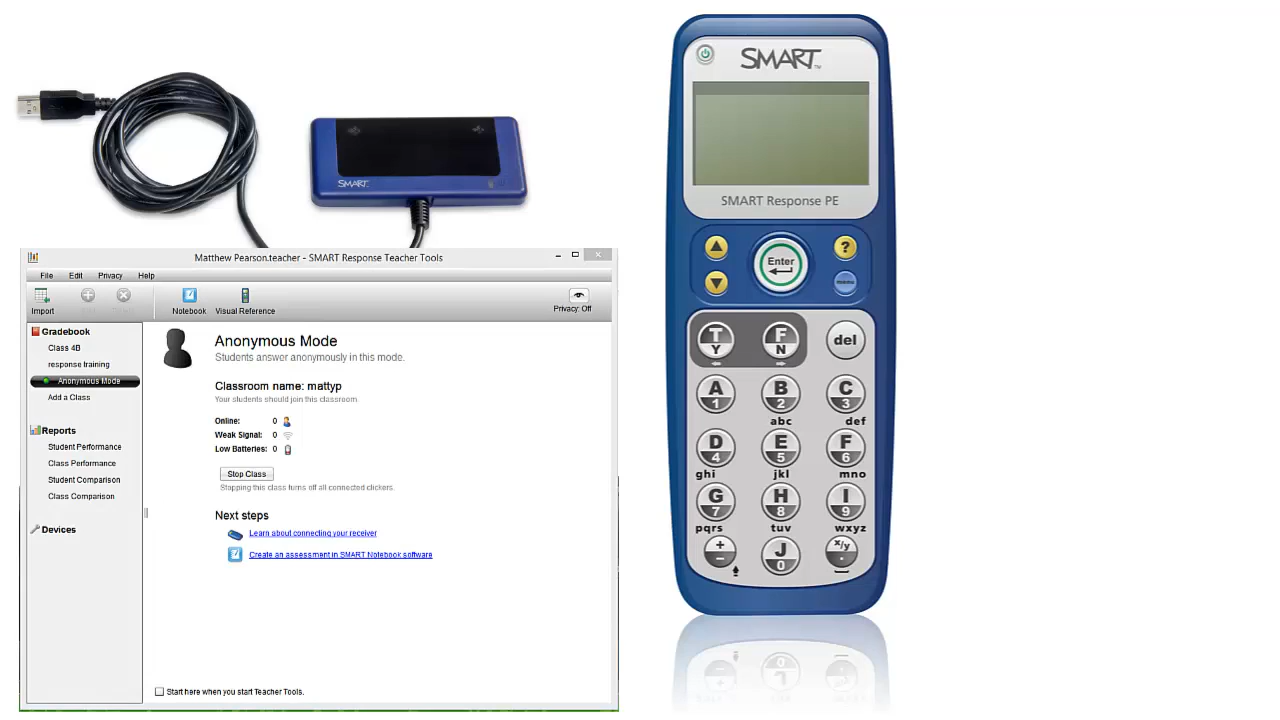 SMART
Matthew Pearson.teacher - SMART Response Teacher Tools
File Edit Privacy Help
Import Notebook Visual Reference Privacy: Off
Gradebook
Class 4B
response training
Anonymous Mode
Add a Class
Reports
Student Performance
Class Performance
Student Comparison
Class Comparison
Devices
Anonymous Mode
Students answer anonymously in this mode.
Classroom name: mattyp
Your students should join this classroom.
Online: 0
Weak Signal: 0
Low Batteries: 0
Stop Class
Stopping this class turns off all connected clickers.
Next steps
Learn about connecting your receiver
Create an assessment in SMART Notebook software
Start here when you start Teacher Tools.
SMART™
SMART Response PE
?
Enter
menu
T F del
Y N
A B C
1 2 3
abc def
D E F
4 5 6
ghi jkl mno
G H I
7 8 9
pqrs tuv wxyz
+ J x/y
− 0 .